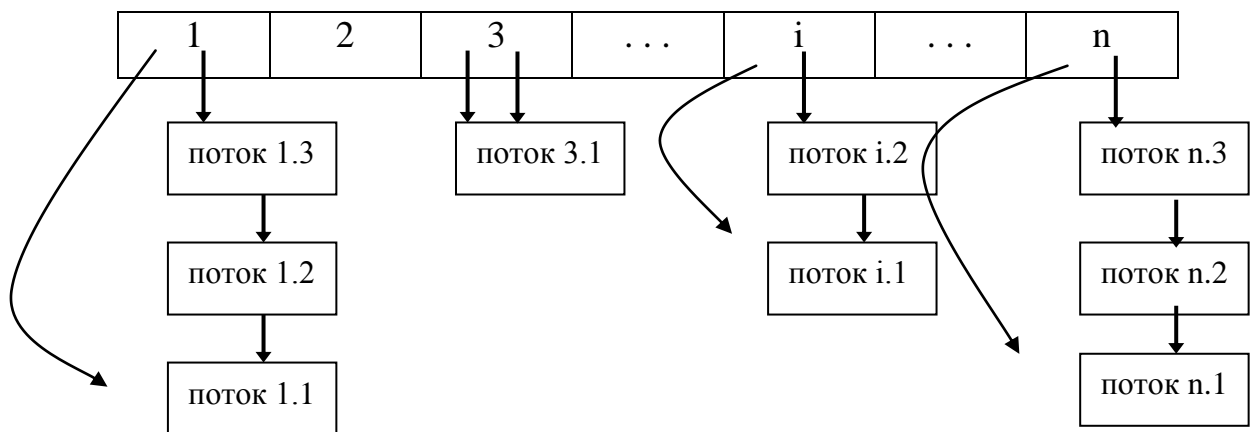 1 2 3 . . . i . . . n
поток 1.3 поток 3.1 поток i.2 поток n.3
поток 1.2 поток i.1 поток n.2
поток 1.1 поток n.1